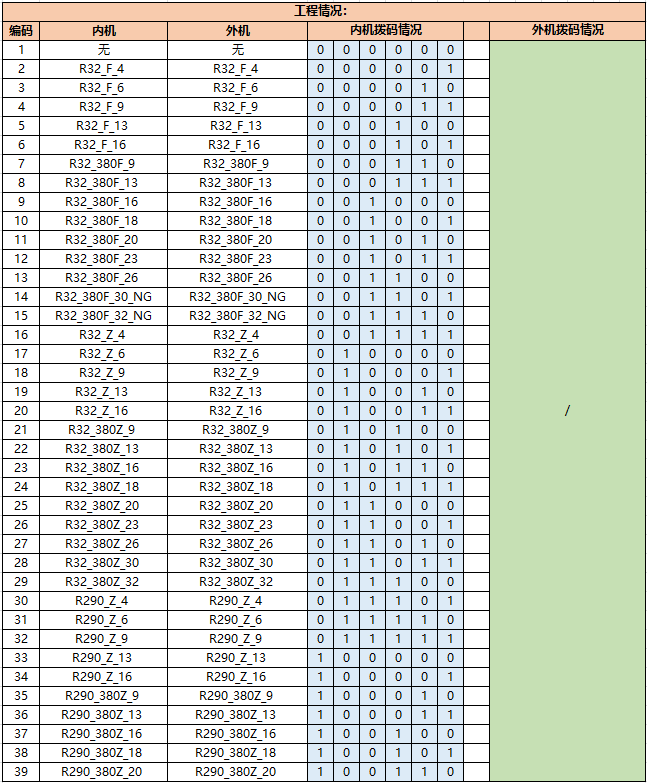 工程情况:
编码 内机 外机 内机拨码情况 外机拨码情况
1 无 无 0 0 0 0 0 0
2 R32_F_4 R32_F_4 0 0 0 0 0 1
3 R32_F_6 R32_F_6 0 0 0 0 1 0
4 R32_F_9 R32_F_9 0 0 0 0 1 1
5 R32_F_13 R32_F_13 0 0 0 1 0 0
6 R32_F_16 R32_F_16 0 0 0 1 0 1
7 R32_380F_9 R32_380F_9 0 0 0 1 1 0
8 R32_380F_13 R32_380F_13 0 0 0 1 1 1
9 R32_380F_16 R32_380F_16 0 0 1 0 0 0
10 R32_380F_18 R32_380F_18 0 0 1 0 0 1
11 R32_380F_20 R32_380F_20 0 0 1 0 1 0
12 R32_380F_23 R32_380F_23 0 0 1 0 1 1
13 R32_380F_26 R32_380F_26 0 0 1 1 0 0
14 R32_380F_30_NG R32_380F_30_NG 0 0 1 1 0 1
15 R32_380F_32_NG R32_380F_32_NG 0 0 1 1 1 0
16 R32_Z_4 R32_Z_4 0 0 1 1 1 1
17 R32_Z_6 R32_Z_6 0 1 0 0 0 0
18 R32_Z_9 R32_Z_9 0 1 0 0 0 1
19 R32_Z_13 R32_Z_13 0 1 0 0 1 0
20 R32_Z_16 R32_Z_16 0 1 0 0 1 1 /
21 R32_380Z_9 R32_380Z_9 0 1 0 1 0 0
22 R32_380Z_13 R32_380Z_13 0 1 0 1 0 1
23 R32_380Z_16 R32_380Z_16 0 1 0 1 1 0
24 R32_380Z_18 R32_380Z_18 0 1 0 1 1 1
25 R32_380Z_20 R32_380Z_20 0 1 1 0 0 0
26 R32_380Z_23 R32_380Z_23 0 1 1 0 0 1
27 R32_380Z_26 R32_380Z_26 0 1 1 0 1 0
28 R32_380Z_30 R32_380Z_30 0 1 1 0 1 1
29 R32_380Z_32 R32_380Z_32 0 1 1 1 0 0
30 R290_Z_4 R290_Z_4 0 1 1 1 0 1
31 R290_Z_6 R290_Z_6 0 1 1 1 1 0
32 R290_Z_9 R290_Z_9 0 1 1 1 1 1
33 R290_Z_13 R290_Z_13 1 0 0 0 0 0
34 R290_Z_16 R290_Z_16 1 0 0 0 0 1
35 R290_380Z_9 R290_380Z_9 1 0 0 0 1 0
36 R290_380Z_13 R290_380Z_13 1 0 0 0 1 1
37 R290_380Z_16 R290_380Z_16 1 0 0 1 0 0
38 R290_380Z_18 R290_380Z_18 1 0 0 1 0 1
39 R290_380Z_20 R290_380Z_20 1 0 0 1 1 0